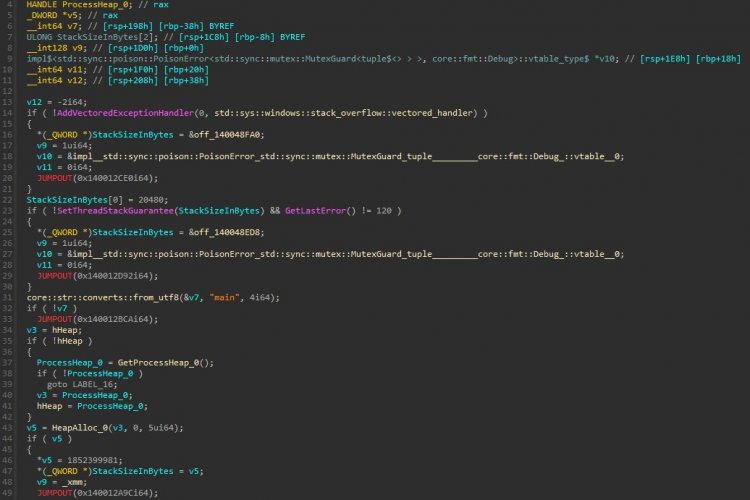 4 HANDLE ProcessHeap_0; // rax
5 _DWORD *v5; // rax
6 __int64 v7; // [rsp+198h] [rbp-38h] BYREF
7 ULONG StackSizeInBytes[2]; // [rsp+1C8h] [rbp-8h] BYREF
8 __int128 v9; // [rsp+1D0h] [rbp+0h]
9 impl$<std::sync::poison::PoisonError<std::sync::mutex::MutexGuard<tuple$<> > >, core::fmt::Debug>::vtable_type$ *v10; // [rsp+1E8h] [rbp+18h]
10 __int64 v11; // [rsp+1F0h] [rbp+20h]
11 __int64 v12; // [rsp+208h] [rbp+38h]
12
13 v12 = -2i64;
14 if ( !AddVectoredExceptionHandler(0, std::sys::windows::stack_overflow::vectored_handler) )
15 {
16 *(_QWORD *)StackSizeInBytes = &off_140048FA0;
17 v9 = 1ui64;
18 v10 = &impl__std::sync::poison::PoisonError_std::sync::mutex::MutexGuard_tuple_________core::fmt::Debug_::vtable__0;
19 v11 = 0i64;
20 JUMPOUT(0x140012CE0i64);
21 }
22 StackSizeInBytes[0] = 20480;
23 if ( !SetThreadStackGuarantee(StackSizeInBytes) && GetLastError() != 120 )
24 {
25 *(_QWORD *)StackSizeInBytes = &off_140048ED8;
26 v9 = 1ui64;
27 v10 = &impl__std::sync::poison::PoisonError_std::sync::mutex::MutexGuard_tuple_________core::fmt::Debug_::vtable__0;
28 v11 = 0i64;
29 JUMPOUT(0x140012D92i64);
30 }
31 core::str::converts::from_utf8(&v7, "main", 4i64);
32 if ( !v7 )
33 JUMPOUT(0x140012BCAi64);
34 v3 = hHeap;
35 if ( !hHeap )
36 {
37 ProcessHeap_0 = GetProcessHeap_0();
38 if ( !ProcessHeap_0 )
39 goto LABEL_16;
40 v3 = ProcessHeap_0;
41 hHeap = ProcessHeap_0;
42 }
43 v5 = HeapAlloc_0(v3, 0, 5ui64);
44 if ( v5 )
45 {
46 *v5 = 1852399981;
47 *(_QWORD *)StackSizeInBytes = v5;
48 v9 = _xmm;
49 JUMPOUT(0x140012A9Ci64);